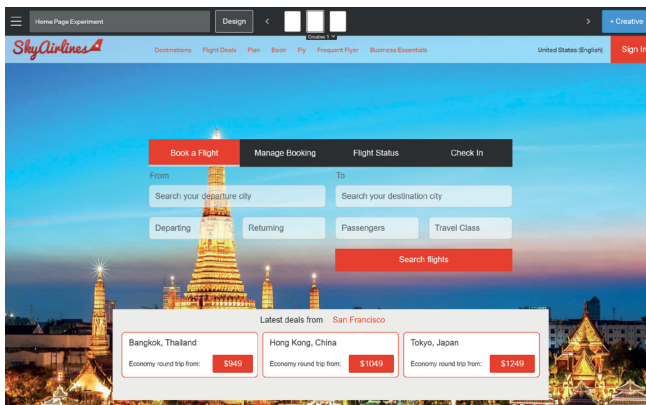 Home Page Experiment
Design
Creative 1
+ Creative
SkyAirlines
Destinations Flight Deals Plan Book Fly Frequent Flyer Business Essentials
United States (English)
Sign In
Book a Flight Manage Booking Flight Status Check In
From To
Search your departure city Search your destination city
Departing Returning Passengers Travel Class
Search flights
Latest deals from San Francisco
Bangkok, Thailand
Economy round trip from: $949
Hong Kong, China
Economy round trip from: $1049
Tokyo, Japan
Economy round trip from: $1249